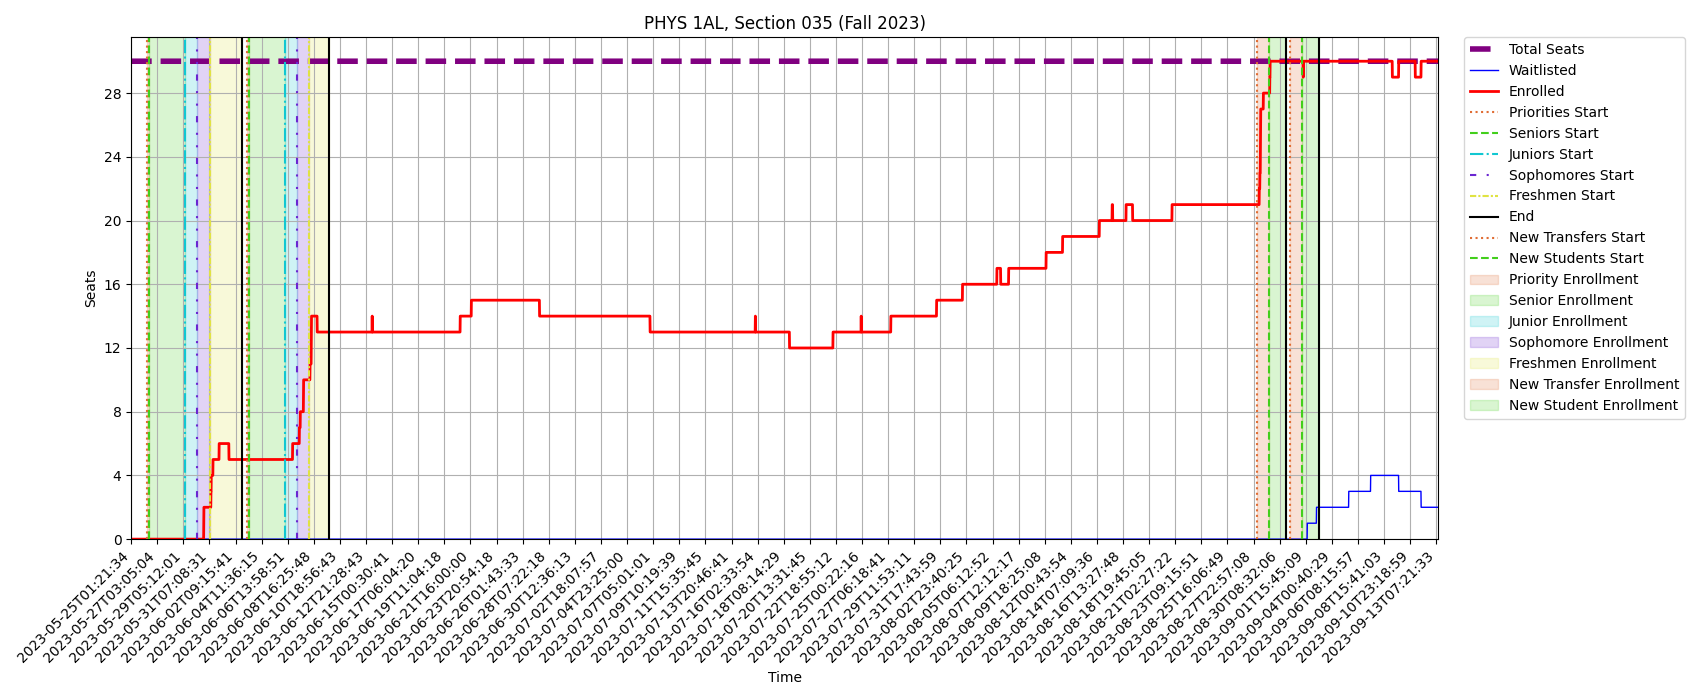 PHYS 1AL, Section 035 (Fall 2023)
Seats
28
24
20
16
12
8
4
0
2023-05-25T01:21:34
2023-05-27T03:05:04
2023-05-29T05:12:01
2023-05-31T07:08:31
2023-06-02T09:15:41
2023-06-04T11:36:15
2023-06-06T13:58:51
2023-06-08T16:25:48
2023-06-10T18:56:43
2023-06-12T21:28:43
2023-06-15T00:30:41
2023-06-17T06:04:20
2023-06-19T11:04:18
2023-06-21T16:00:00
2023-06-23T20:54:18
2023-06-26T01:43:33
2023-06-28T07:22:18
2023-06-30T12:36:13
2023-07-02T18:07:57
2023-07-04T23:25:00
2023-07-07T05:01:01
2023-07-09T10:19:39
2023-07-11T15:35:45
2023-07-13T20:46:41
2023-07-16T02:33:54
2023-07-18T08:14:29
2023-07-20T13:31:45
2023-07-22T18:55:12
2023-07-25T00:22:16
2023-07-27T06:18:41
2023-07-29T11:53:11
2023-07-31T17:43:59
2023-08-02T23:40:25
2023-08-05T06:12:52
2023-08-07T12:12:17
2023-08-09T18:25:08
2023-08-12T00:43:54
2023-08-14T07:09:36
2023-08-16T13:27:48
2023-08-18T19:45:05
2023-08-21T02:27:22
2023-08-23T09:15:51
2023-08-25T16:06:49
2023-08-27T22:57:08
2023-08-30T08:32:06
2023-09-01T15:45:09
2023-09-04T00:40:29
2023-09-06T08:15:57
2023-09-08T15:41:03
2023-09-10T23:18:59
2023-09-13T07:21:33
Time
Total Seats
Waitlisted
Enrolled
Priorities Start
Seniors Start
Juniors Start
Sophomores Start
Freshmen Start
End
New Transfers Start
New Students Start
Priority Enrollment
Senior Enrollment
Junior Enrollment
Sophomore Enrollment
Freshmen Enrollment
New Transfer Enrollment
New Student Enrollment